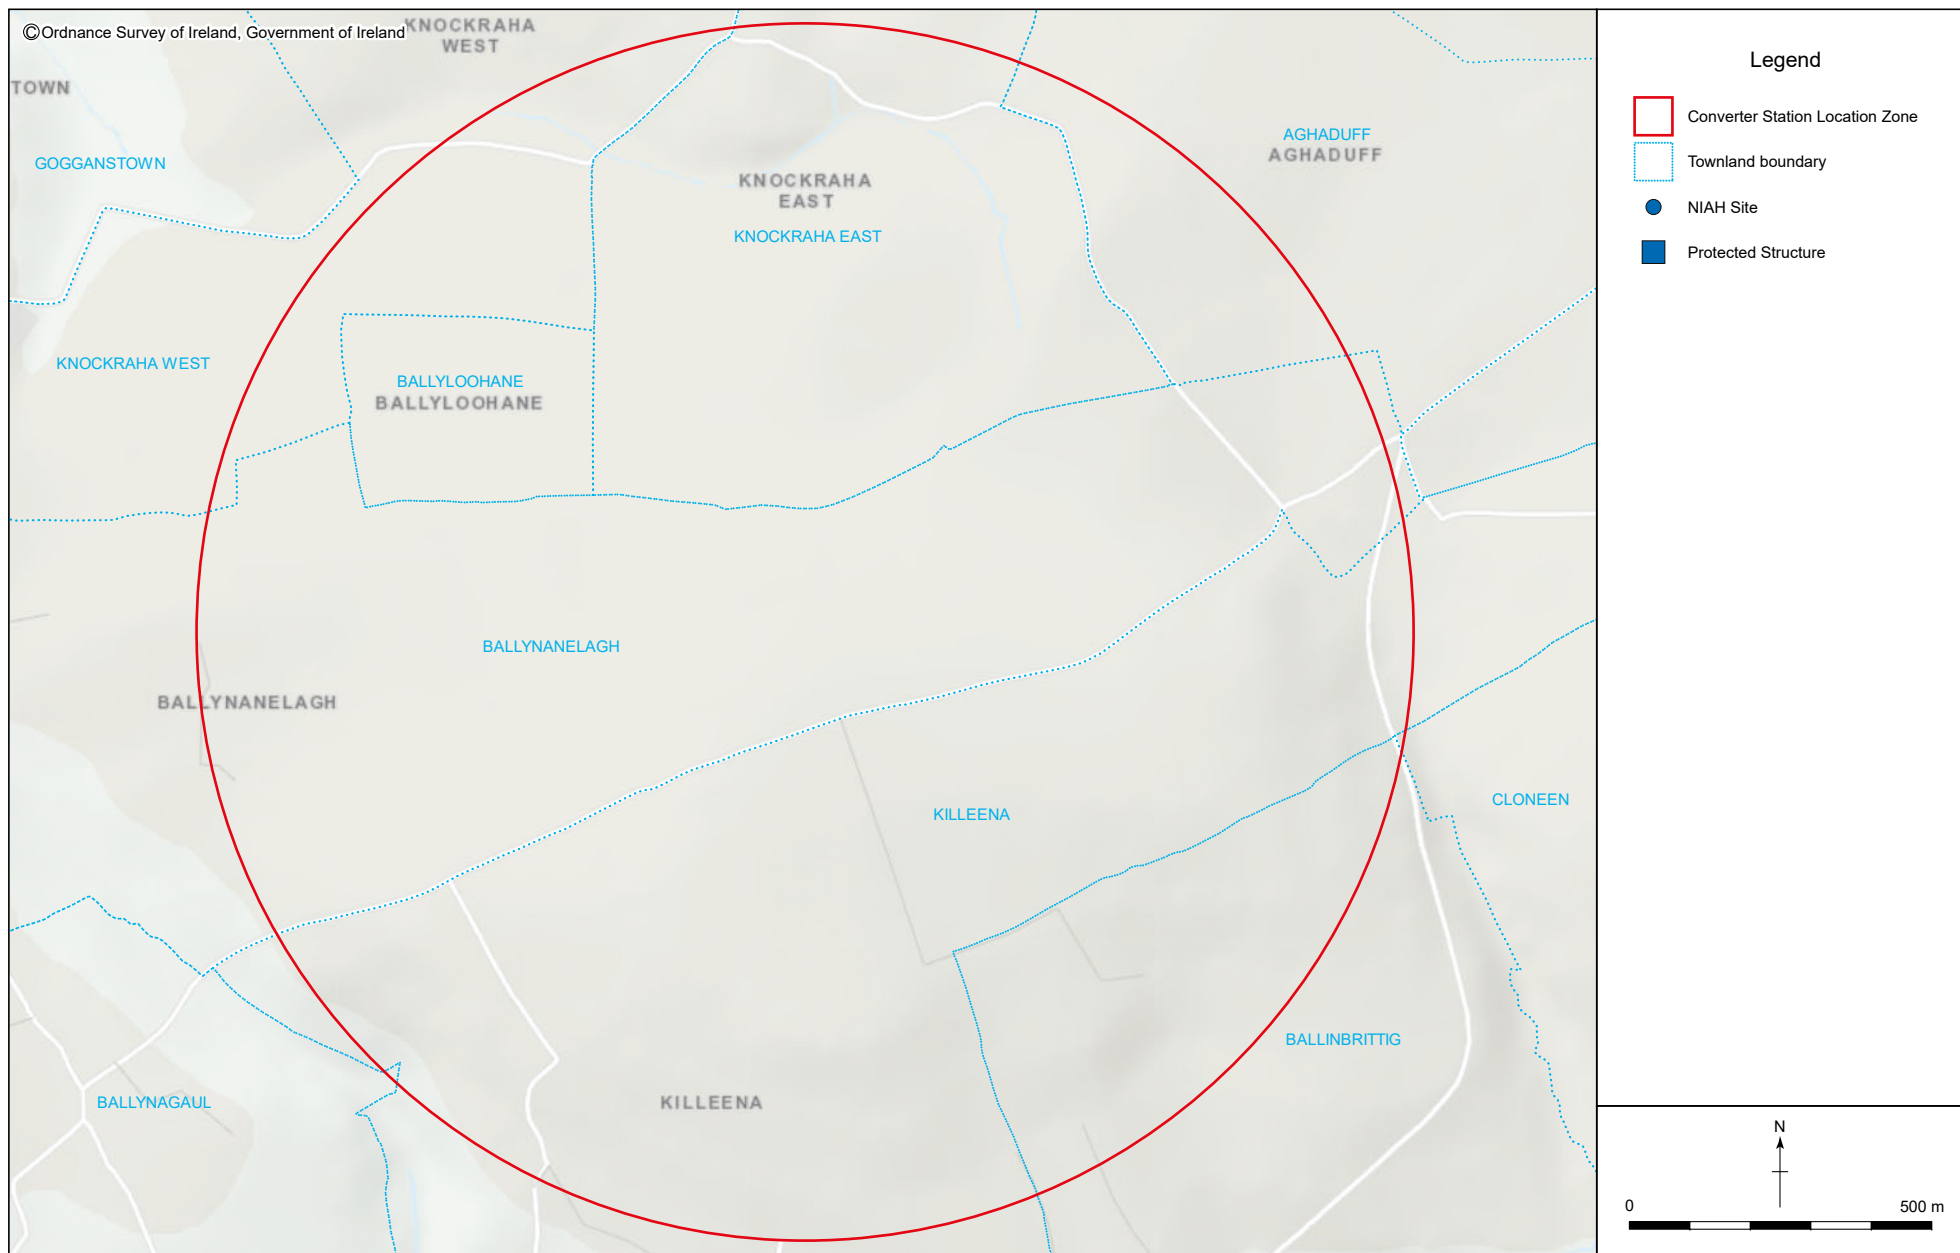 ©Ordnance Survey of Ireland, Government of Ireland
KNOCKRAHA
WEST
TOWN
GOGGANSTOWN
AGHADUFF
AGHADUFF
KNOCKRAHA
EAST
KNOCKRAHA EAST
KNOCKRAHA WEST
BALLYLOOHANE
BALLYLOOHANE
BALLYNANELAGH
BALLYNANELAGH
KILLEENA
CLONEEN
BALLINBRITTIG
BALLYNAGAUL
KILLEENA
Legend
Converter Station Location Zone
Townland boundary
NIAH Site
Protected Structure
N
0 500 m